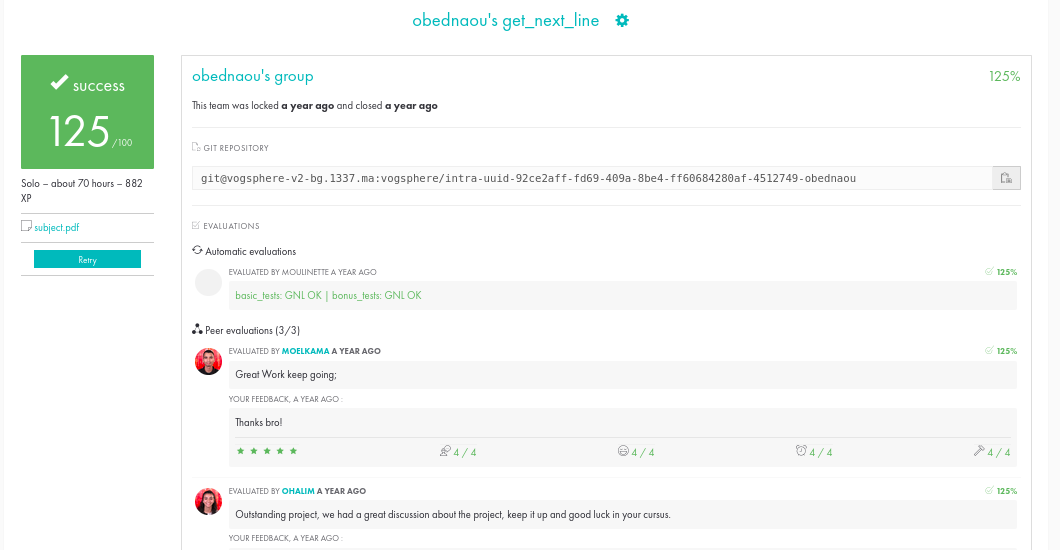 obednaou's get_next_line
success
125 /100
Solo – about 70 hours – 882
XP
subject.pdf
Retry
obednaou's group
125%
This team was locked a year ago and closed a year ago
GIT REPOSITORY
git@vogsphere-v2-bg.1337.ma:vogsphere/intra-uuid-92ce2aff-fd69-409a-8be4-ff60684280af-4512749-obednaou
EVALUATIONS
Automatic evaluations
EVALUATED BY MOULINETTE A YEAR AGO
125%
basic_tests: GNL OK | bonus_tests: GNL OK
Peer evaluations (3/3)
EVALUATED BY MOELKAMA A YEAR AGO
125%
Great Work keep going;
YOUR FEEDBACK, A YEAR AGO :
Thanks bro!
4 / 4 4 / 4 4 / 4 4 / 4
EVALUATED BY OHALIM A YEAR AGO
125%
Outstanding project, we had a great discussion about the project, keep it up and good luck in your cursus.
YOUR FEEDBACK, A YEAR AGO :